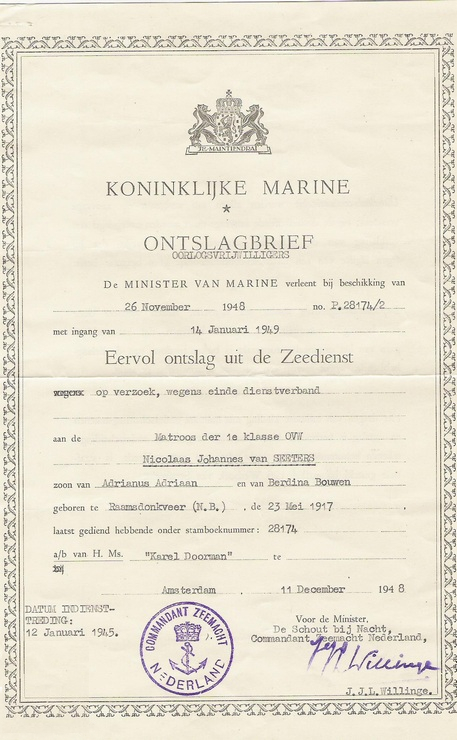 JE MAINTIENDRAI
KONINKLIJKE MARINE
ONTSLAGBRIEF
OORLOGSVRIJWILLIGERS
De MINISTER VAN MARINE verleent bij beschikking van
26 November 1948 no. P.28174/2
met ingang van 14 Januari 1949
Eervol ontslag uit de Zeedienst
op verzoek, wegens einde dienstverband
aan de Matroos der 1e klasse OVW
Nicolaas Johannes van SEETERS
zoon van Adrianus Adriaan en van Berdina Bouwen
geboren te Raamsdonkveer (N.B.) . de 23 Mei 1917
laatst gediend hebbende onder stamboeknummer: 28174
a/b van H. Ms. "Karel Doorman" te
Amsterdam , 11 December 1948
DATUM INDIENST-
TREDING:
12 Januari 1945.
COMMANDANT ZEEMACHT
NEDERLAND
Voor de Minister.
De Schout bij Nacht,
Commandant Zeemacht Nederland,
JJL Willinge
J.J.L.Willinge.